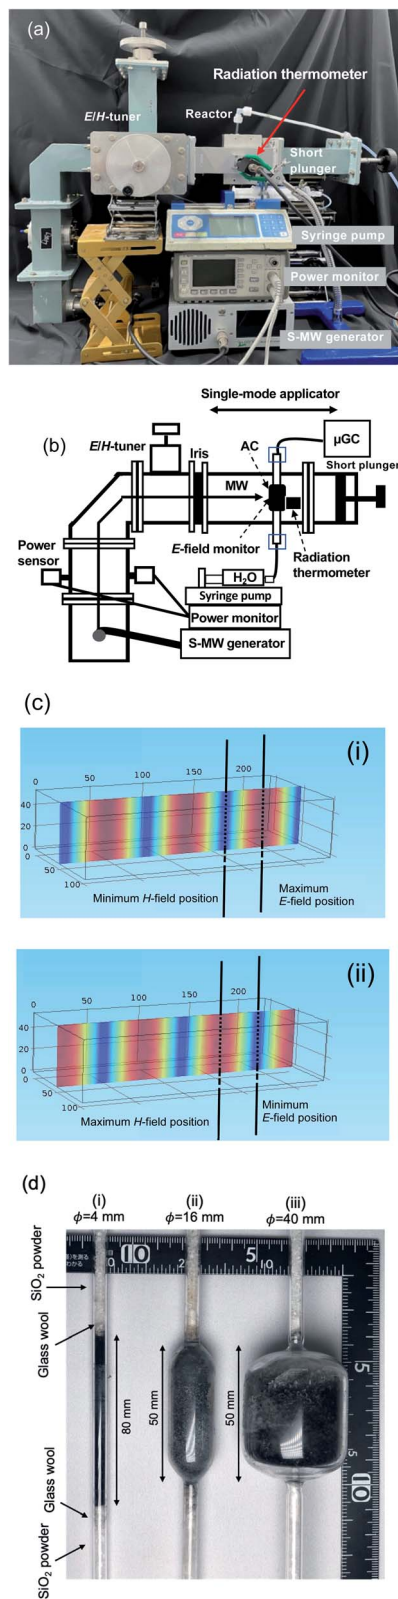 (a)
Radiation thermometer
Reactor
E/H-tuner
Short
plunger
Syringe pump
Power monitor
S-MW generator
(b)
Single-mode applicator
E/H-tuner
Iris
AC
µGC
Short plunger
MW
E-field monitor
Radiation
thermometer
Power
sensor
H₂O
Syringe pump
Power monitor
S-MW generator
(c)
(i)
0
50
100
150
200
40
20
0
0
50
100
Minimum H-field position
Maximum
E-field position
(ii)
0
50
100
150
200
40
20
0
0
50
100
Maximum H-field position
Minimum
E-field position
(d)
(i)
ϕ=4 mm
(ii)
ϕ=16 mm
(iii)
ϕ=40 mm
SiO₂ powder
Glass wool
80 mm
50 mm
50 mm
Glass wool
SiO₂ powder
10
5
10
5
5
10